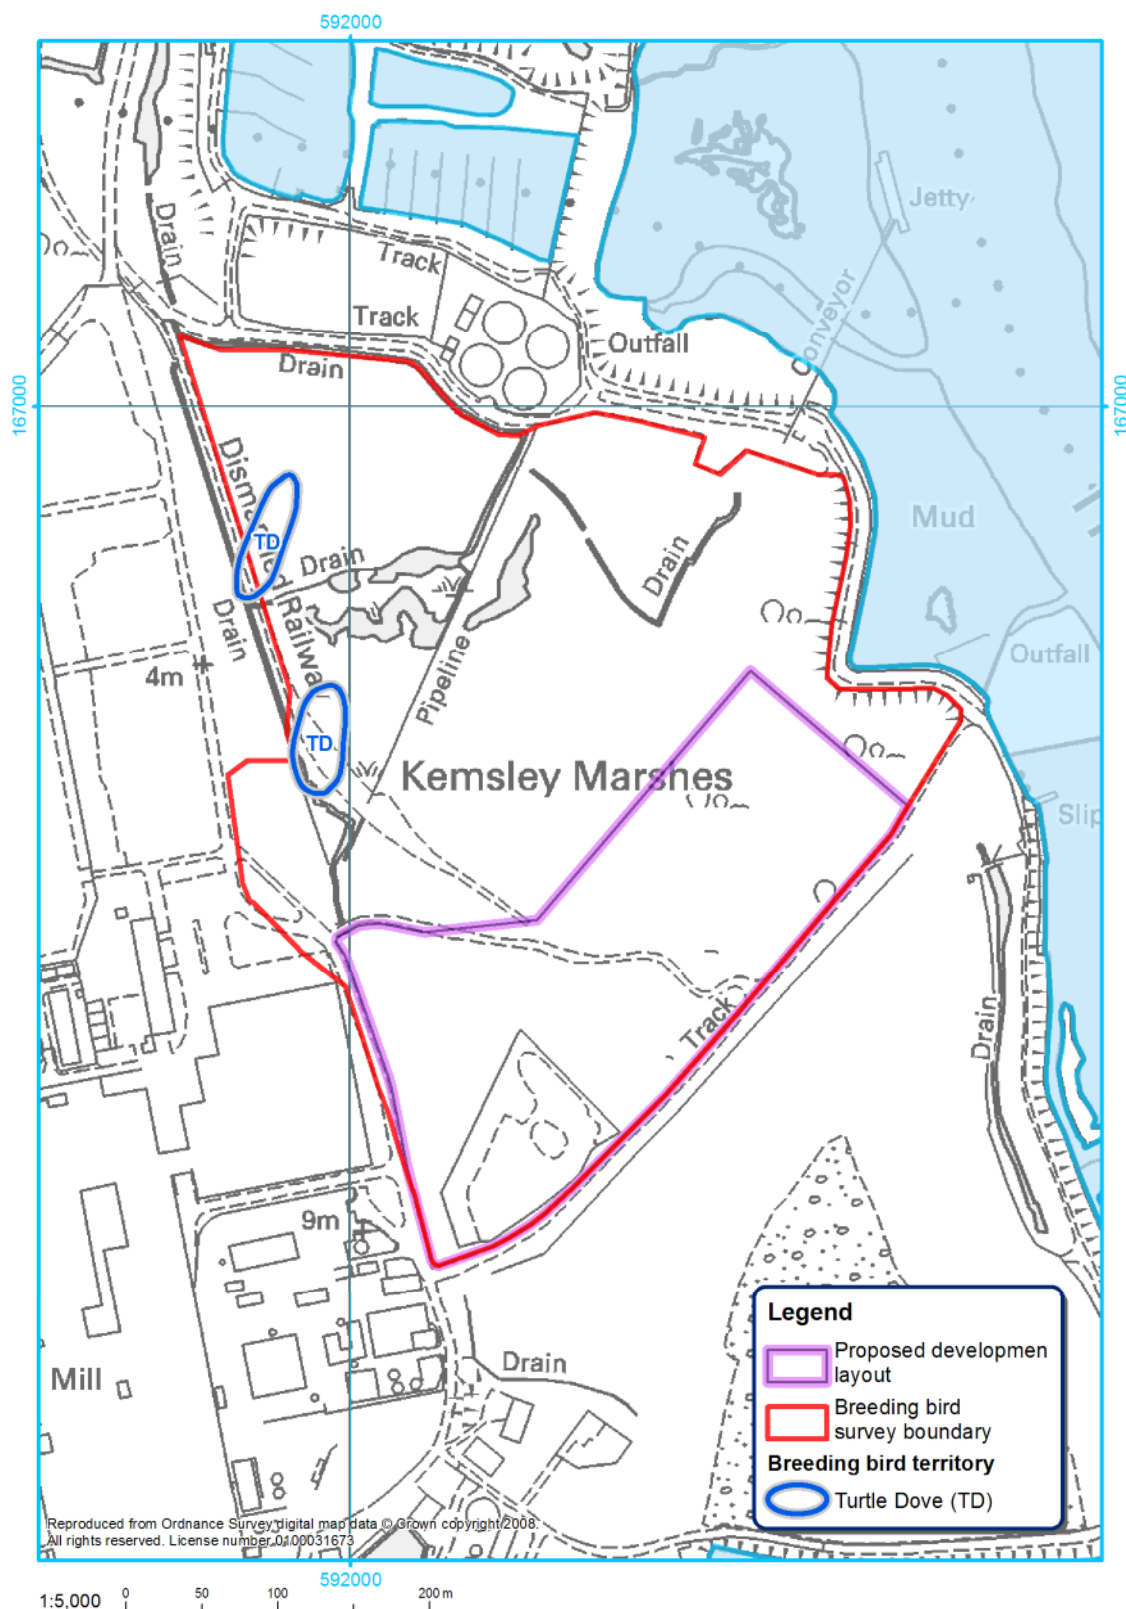 592000
Drain
Track
Jetty
Track
Conveyor
Outfall
Drain
167000
167000
Dismantled Railwa
TD
Drain
Mud
Drain
Drain
Outfall
4m
Pipeline
TD
Kemsley Marshes
Slip
Track
Drain
9m
Legend
Proposed developmen
layout
Breeding bird
survey boundary
Breeding bird territory
Turtle Dove (TD)
Drain
Mill
Reproduced from Ordnance Survey digital map data © Crown copyright 2008.
All rights reserved. License number 0100031673
592000
1:5,000 0 50 100 200 m